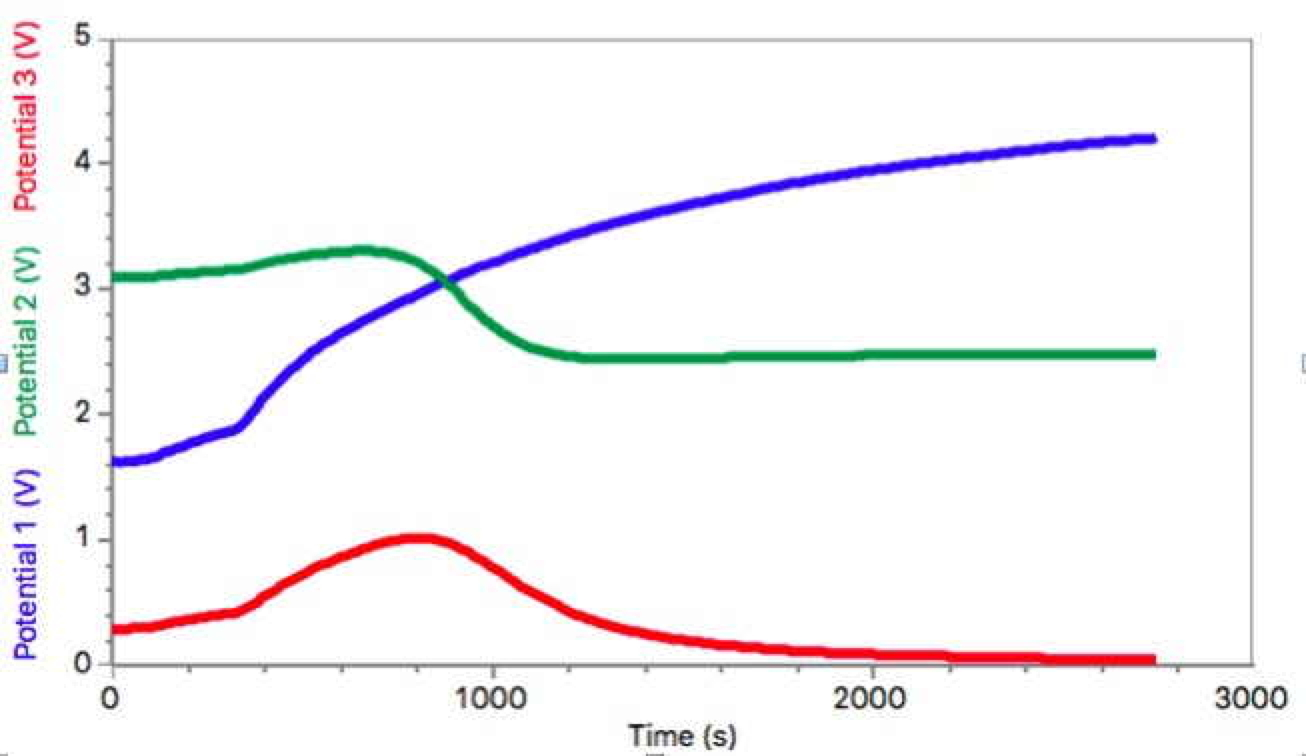 Potential 3 (V)
Potential 2 (V)
Potential 1 (V)
5
4
3
2
1
0
0 1000 2000 3000
Time (s)